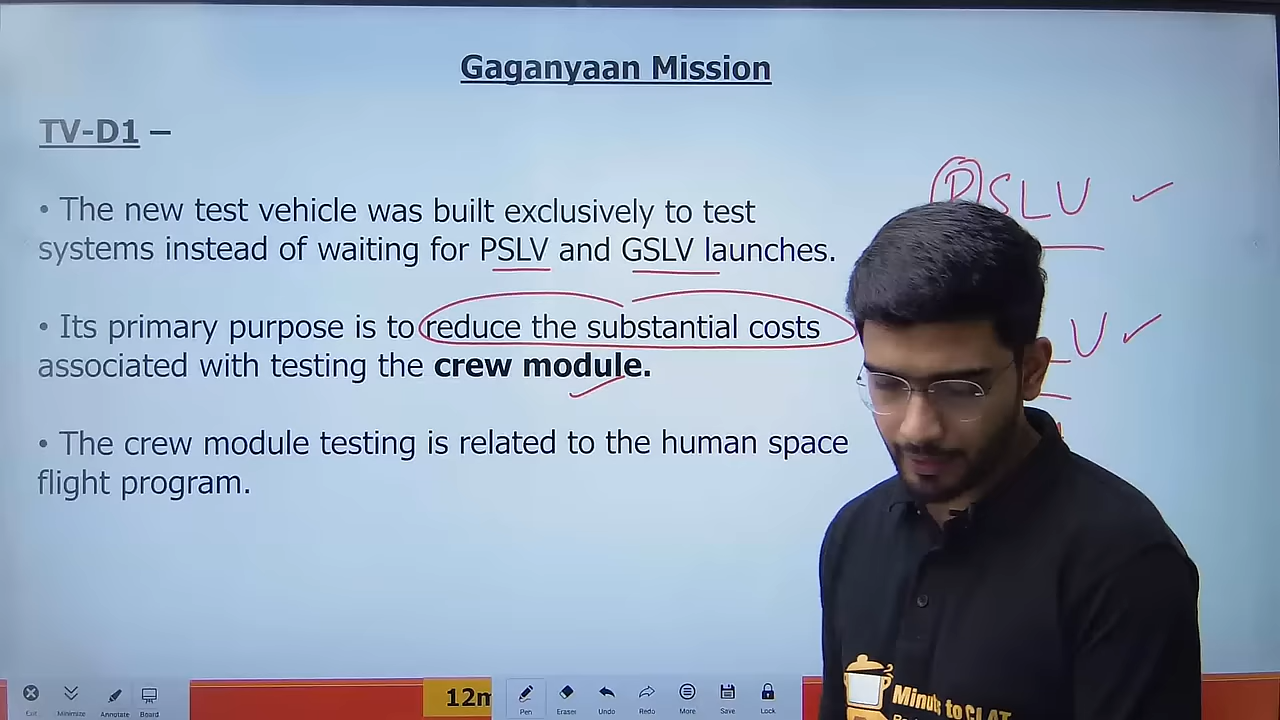 Gaganyaan Mission
TV-D1 –
• The new test vehicle was built exclusively to test
systems instead of waiting for PSLV and GSLV launches.
• Its primary purpose is to reduce the substantial costs
associated with testing the crew module.
• The crew module testing is related to the human space
flight program.
PSLV
LV
Exit Minimize Annotate Board
12m
Pen Eraser Undo Redo More Save Lock
Minute to CLAT